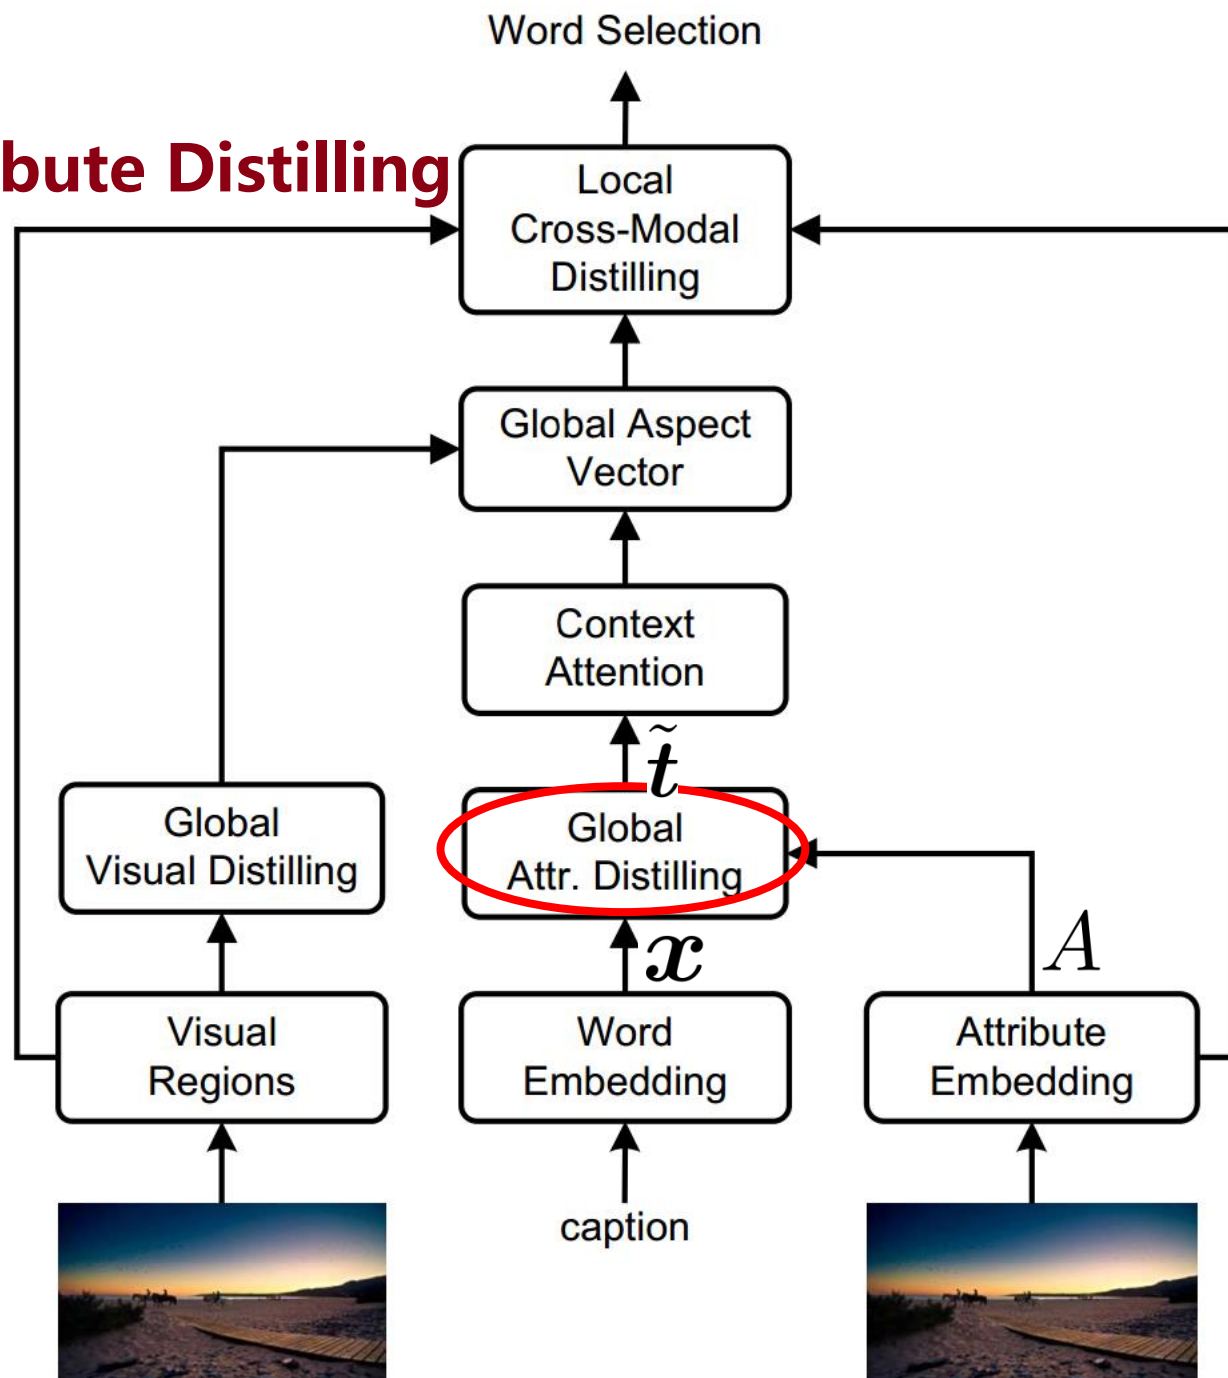 Word Selection
bute Distilling
Local
Cross-Modal
Distilling
Global Aspect
Vector
Context
Attention
t̃
Global
Visual Distilling
Global
Attr. Distilling
x
A
Visual
Regions
Word
Embedding
Attribute
Embedding
caption